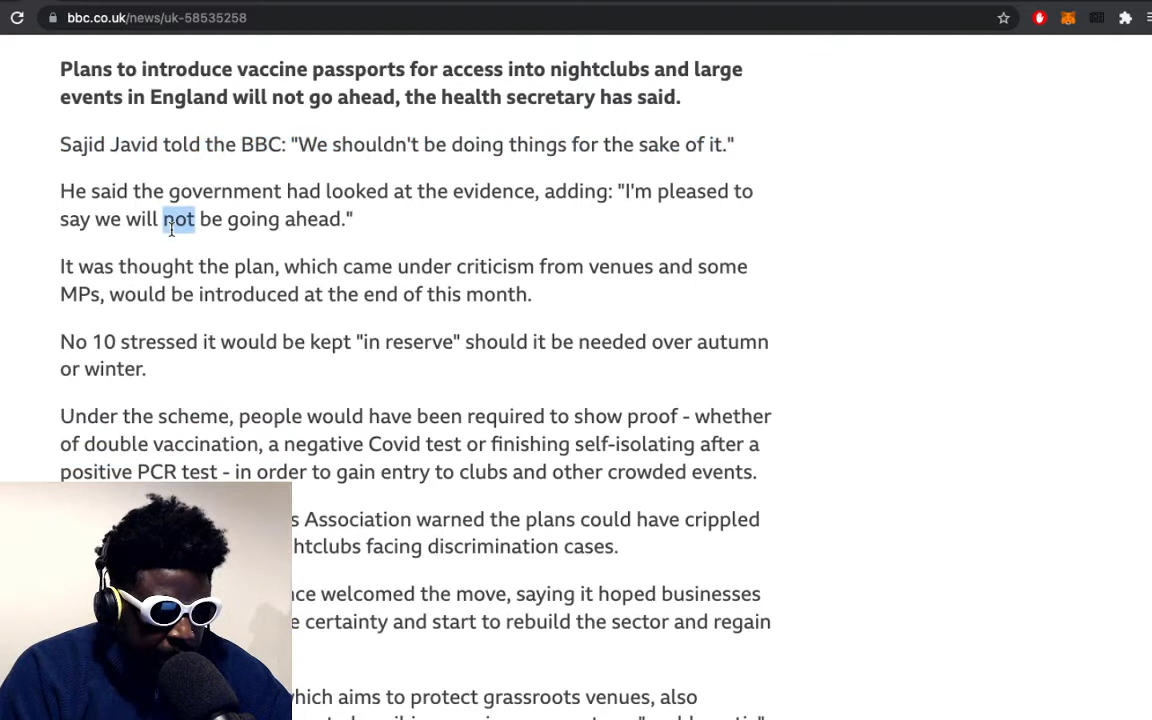 bbc.co.uk/news/uk-58535258
Plans to introduce vaccine passports for access into nightclubs and large
events in England will not go ahead, the health secretary has said.
Sajid Javid told the BBC: "We shouldn't be doing things for the sake of it."
He said the government had looked at the evidence, adding: "I'm pleased to
say we will not be going ahead."
It was thought the plan, which came under criticism from venues and some
MPs, would be introduced at the end of this month.
No 10 stressed it would be kept "in reserve" should it be needed over autumn
or winter.
Under the scheme, people would have been required to show proof - whether
of double vaccination, a negative Covid test or finishing self-isolating after a
positive PCR test - in order to gain entry to clubs and other crowded events.
Association warned the plans could have crippled
facing discrimination cases.
welcomed the move, saying it hoped businesses
certainty and start to rebuild the sector and regain
which aims to protect grassroots venues, also